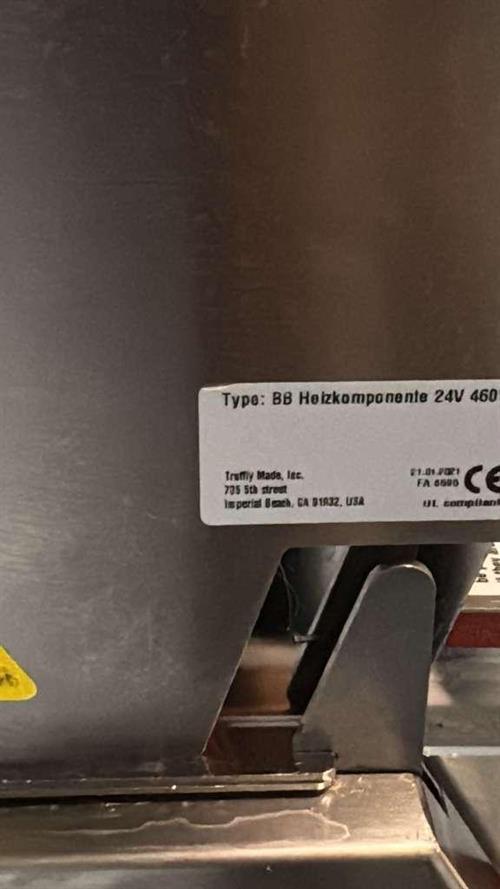 Type: BB Heizkomponente 24V 460
Truffly Made, Inc.
735 5th street
Imperial Beach, CA 91932, USA
21.01.2021
FA
CE
UL compliant